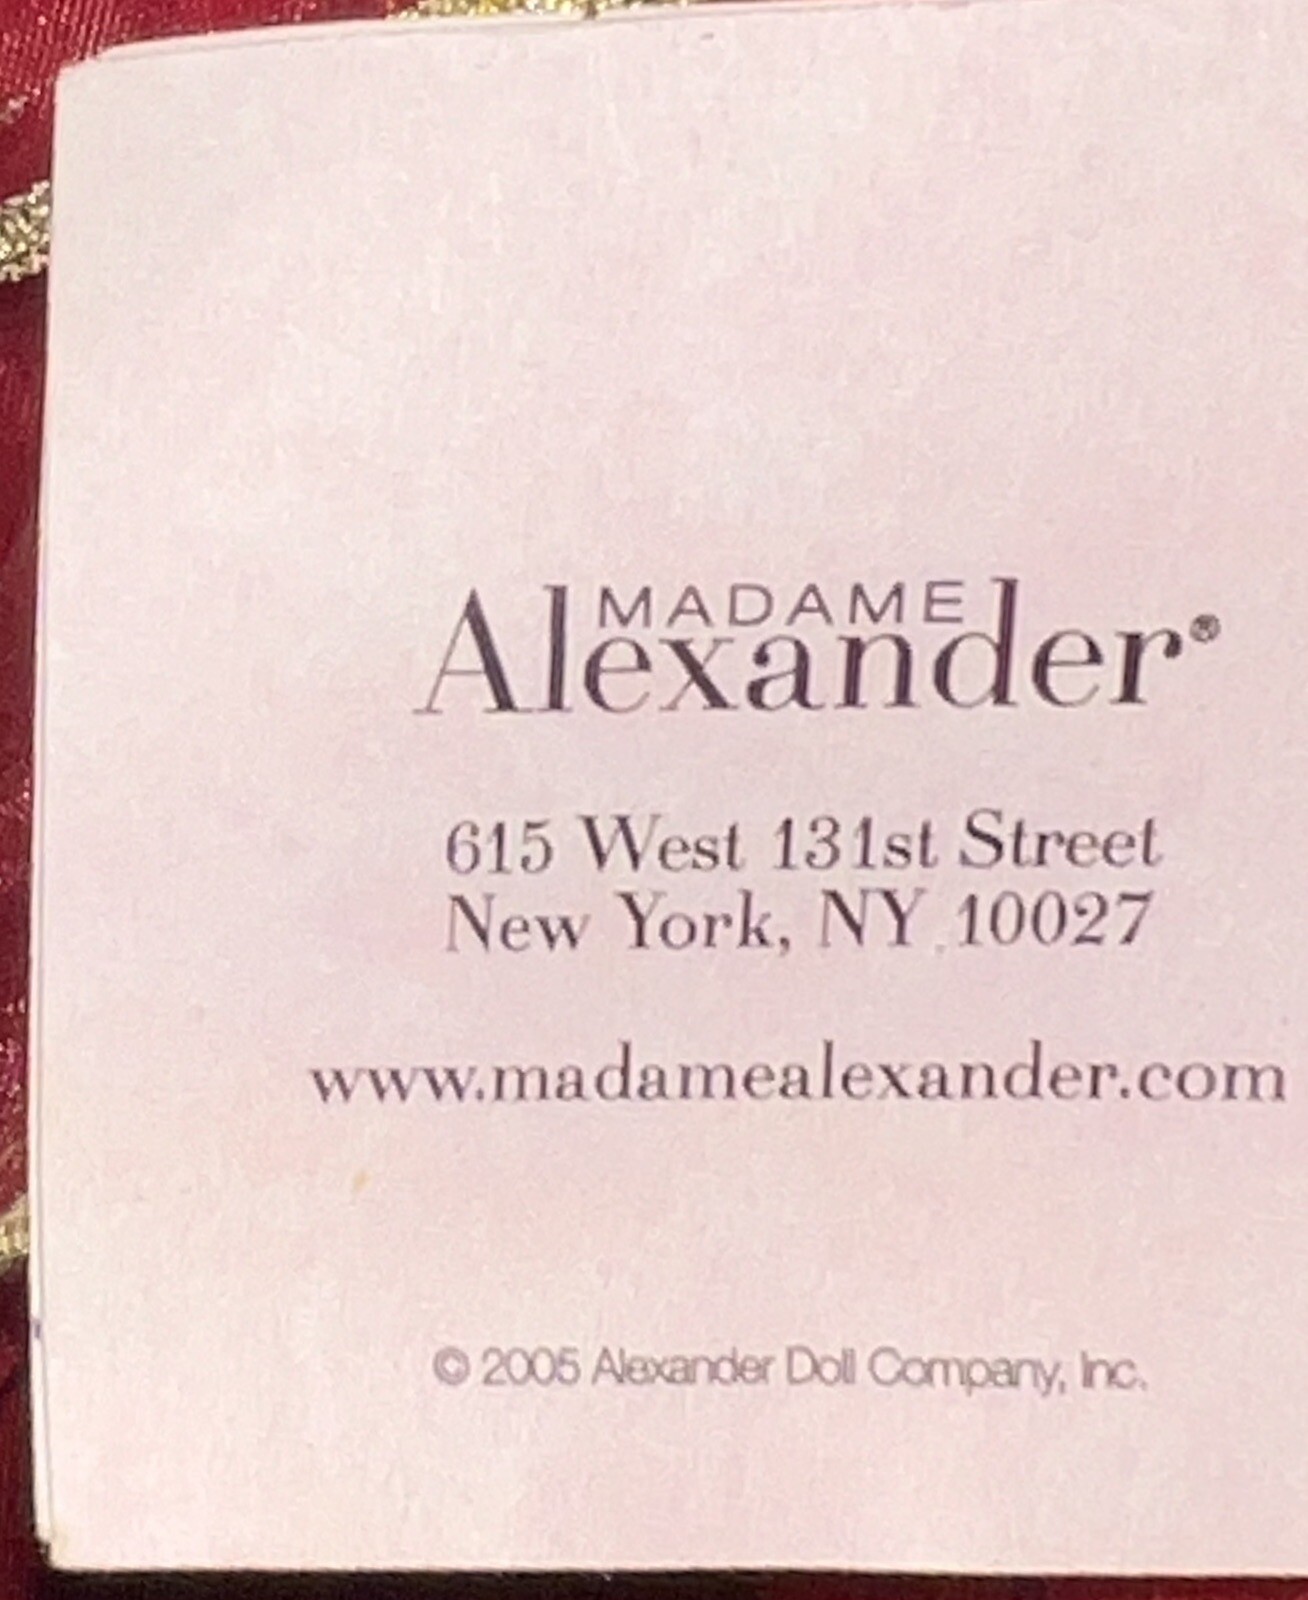 MADAME
Alexander®
615 West 131st Street
New York, NY 10027
www.madamealexander.com
© 2005 Alexander Doll Company, Inc.